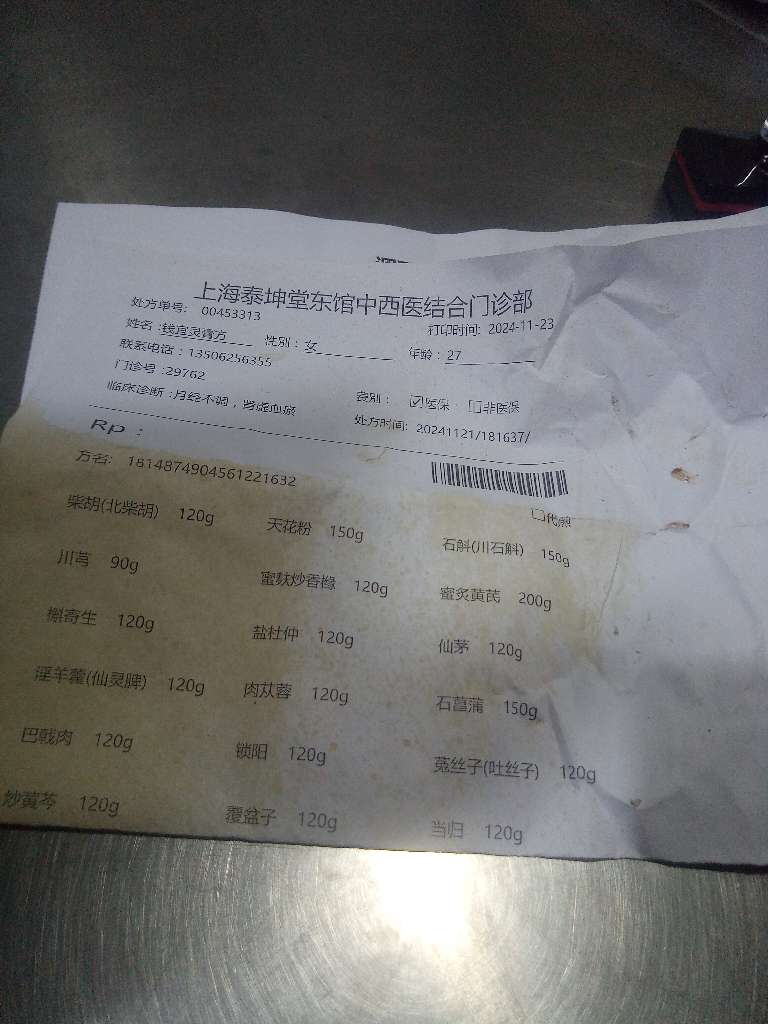 上海泰坤堂东馆中西医结合门诊部
处方单号: 00453313
打印时间: 2024-11-23
姓名: 性别: 女 年龄: 27
联系电话: 13506256355
门诊号: 29762
费别: ☑医保 □非医保
临床诊断: 月经不调, 肾虚血瘀
处方时间: 20241121/181637/
Rp:
方名: 1814874904561221632
□代煎
柴胡(北柴胡) 120g 天花粉 150g 石斛(川石斛) 150g
川芎 90g 蜜麸炒香橼 120g 蜜炙黄芪 200g
槲寄生 120g 盐杜仲 120g 仙茅 120g
淫羊藿(仙灵脾) 120g 肉苁蓉 120g 石菖蒲 150g
巴戟肉 120g 锁阳 120g 菟丝子(吐丝子) 120g
炒黄芩 120g 覆盆子 120g 当归 120g